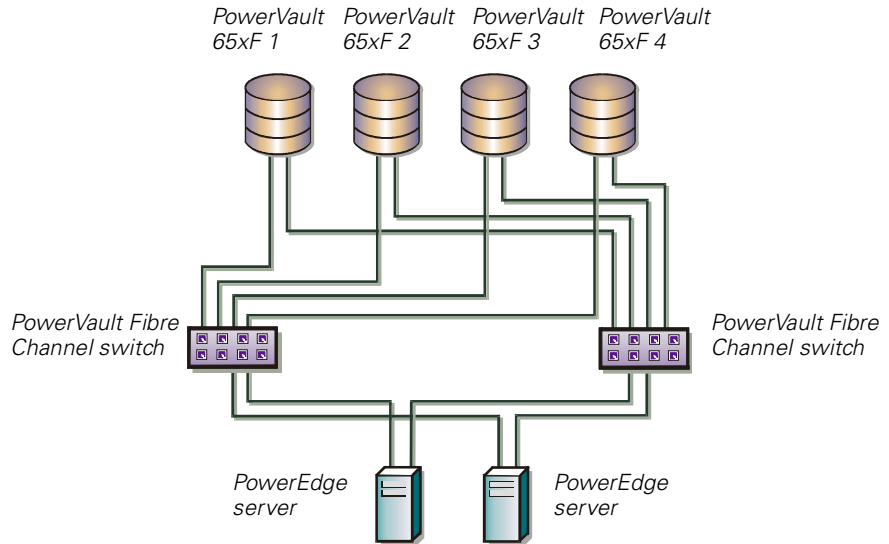 PowerVault
65xF 1
PowerVault
65xF 2
PowerVault
65xF 3
PowerVault
65xF 4
PowerVault Fibre
Channel switch
PowerVault Fibre
Channel switch
PowerEdge
server
PowerEdge
server